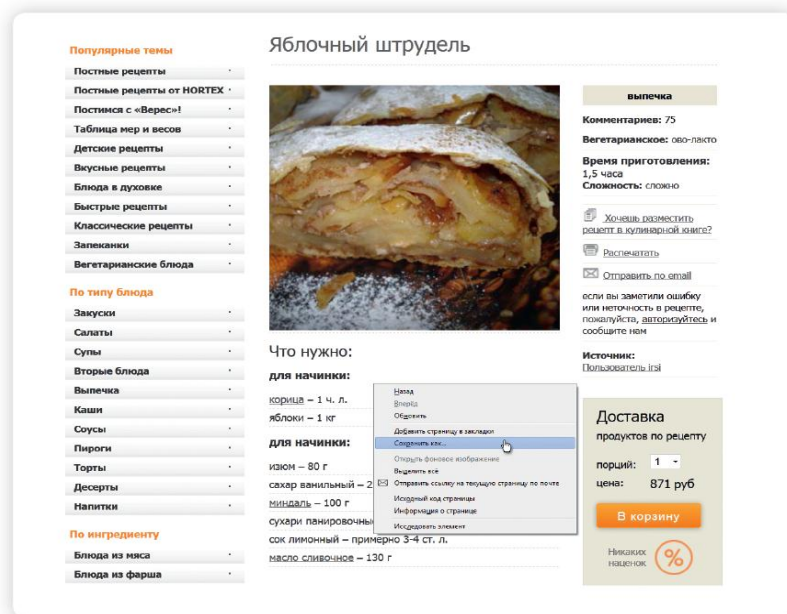 Яблочный штрудель
Популярные темы
Постные рецепты
Постные рецепты от HORTEX
Постимся с «Верес»!
Таблица мер и весов
Детские рецепты
Вкусные рецепты
Блюда в духовке
Быстрые рецепты
Классические рецепты
Запеканки
Вегетарианские блюда
По типу блюда
Закуски
Салаты
Супы
Вторые блюда
Выпечка
Каши
Соусы
Пироги
Торты
Десерты
Напитки
По ингредиенту
Блюда из мяса
Блюда из фарша
Что нужно:
для начинки:
корица – 1 ч. л.
яблоки – 1 кг
для начинки:
изюм – 80 г
сахар ванильный – 2
миндаль – 100 г
сухари панировочны
сок лимонный – примерно 3-4 ст. л.
масло сливочное – 130 г
Назад
Вперёд
Обновить
Добавить страницу в закладки
Сохранить как...
Открыть фоновое изображение
Выделить всё
Отправить ссылку на текущую страницу по почте
Исходный код страницы
Информация о странице
Исследовать элемент
выпечка
Комментариев: 75
Вегетарианское: ово-лакто
Время приготовления:
1,5 часа
Сложность: сложно
Хочешь разместить
рецепт в кулинарной книге?
Распечатать
Отправить по email
если вы заметили ошибку
или неточность в рецепте,
пожалуйста, авторизуйтесь и
сообщите нам
Источник:
Пользователь irsi
Доставка
продуктов по рецепту
порций: 1
цена: 871 руб
В корзину
Никаких
наценок %